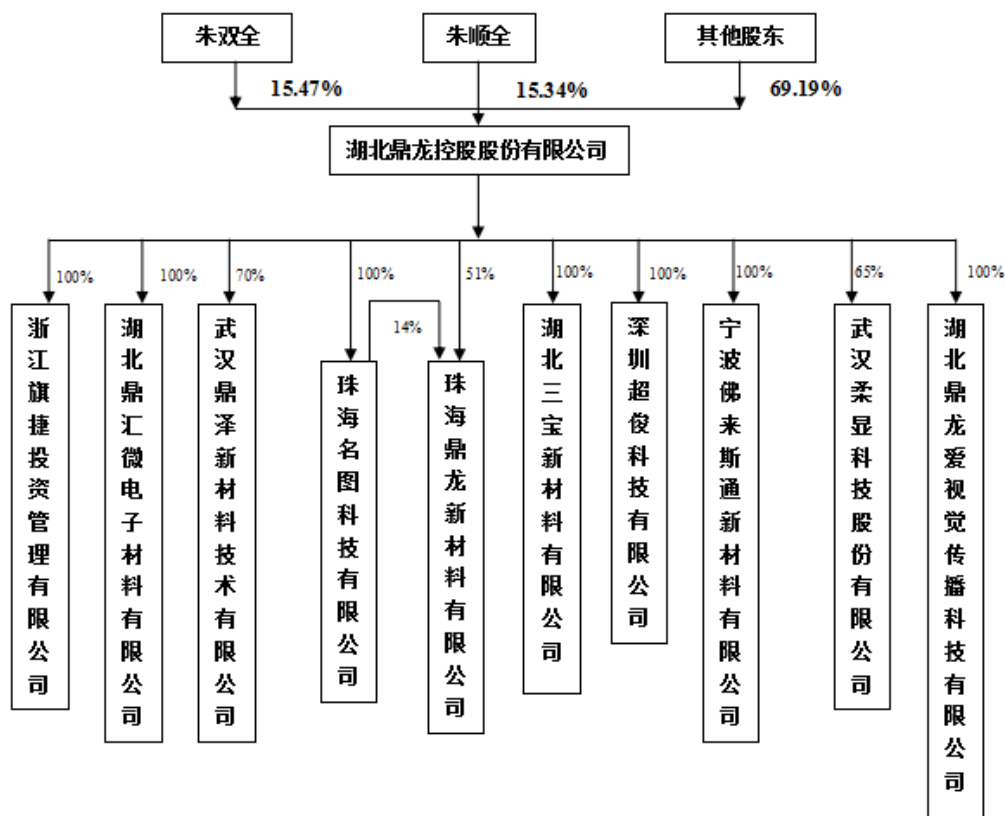 朱双全
朱顺全
其他股东
15.47%
15.34%
69.19%
湖北鼎龙控股股份有限公司
100%
100%
70%
100%
51%
100%
100%
100%
65%
100%
14%
浙江旗捷投资管理有限公司
湖北鼎汇微电子材料有限公司
武汉鼎泽新材料技术有限公司
珠海名图科技有限公司
珠海鼎龙新材料有限公司
湖北三宝新材料有限公司
深圳超俊科技有限公司
宁波佛来斯通新材料有限公司
武汉柔显科技股份有限公司
湖北鼎龙爱视觉传播科技有限公司